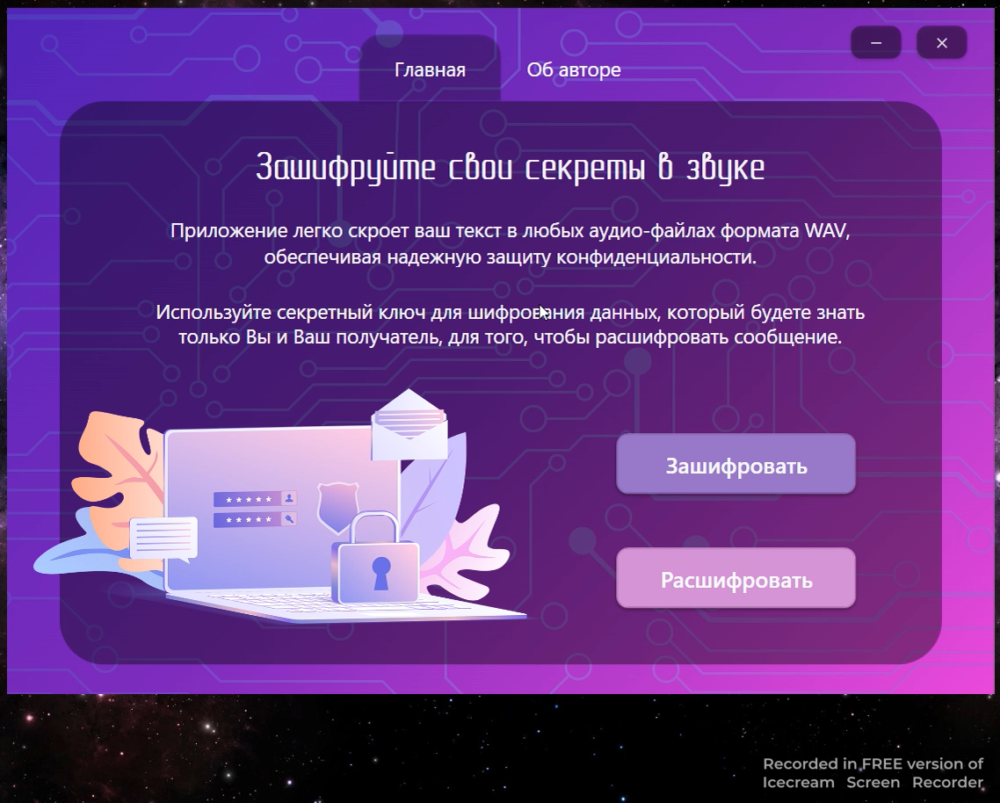 Главная
Об авторе
Зашифруйте свои секреты в звуке
Приложение легко скроет ваш текст в любых аудио-файлах формата WAV,
обеспечивая надежную защиту конфиденциальности.
Используйте секретный ключ для шифрования данных, который будете знать
только Вы и Ваш получатель, для того, чтобы расшифровать сообщение.
Зашифровать
Расшифровать
Recorded in FREE version of
Icecream Screen Recorder